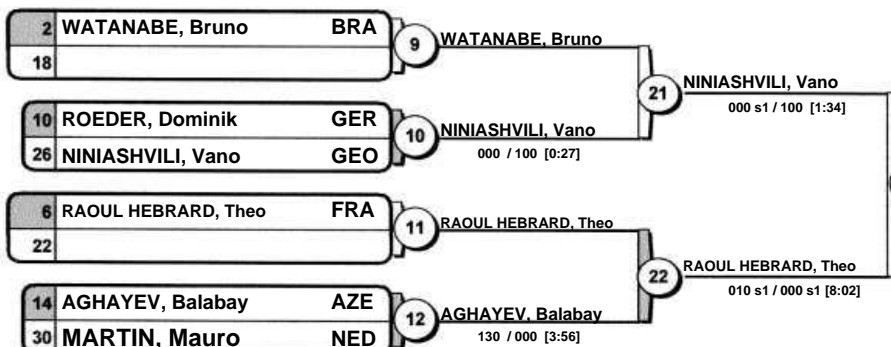 2 WATANABE, Bruno BRA
18
9
WATANABE, Bruno
10 ROEDER, Dominik GER
26 NINIASHVILI, Vano GEO
10
NINIASHVILI, Vano
000 / 100 [0:27]
21
NINIASHVILI, Vano
000 s1 / 100 [1:34]
6 RAOUL HEBRARD, Theo FRA
22
11
RAOUL HEBRARD, Theo
14 AGHAYEV, Balabay AZE
30 MARTIN, Mauro NED
12
AGHAYEV, Balabay
130 / 000 [3:56]
22
RAOUL HEBRARD, Theo
010 s1 / 000 s1 [8:02]